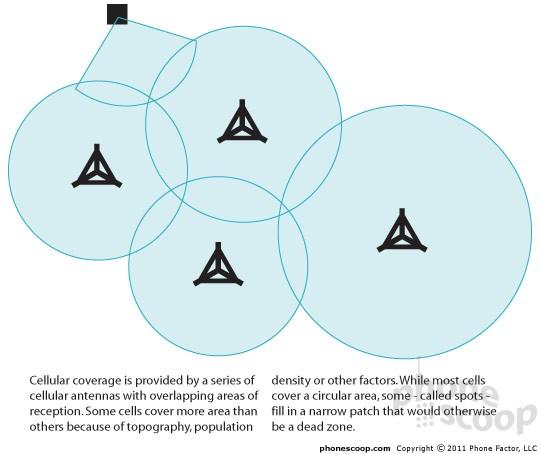 Cellular coverage is provided by a series of
cellular antennas with overlapping areas of
reception. Some cells cover more area than
others because of topography, population
density or other factors. While most cells
cover a circular area, some - called spots -
fill in a narrow patch that would otherwise
be a dead zone.
phone
scoop
phonescoop.com Copyright © 2011 Phone Factor, LLC